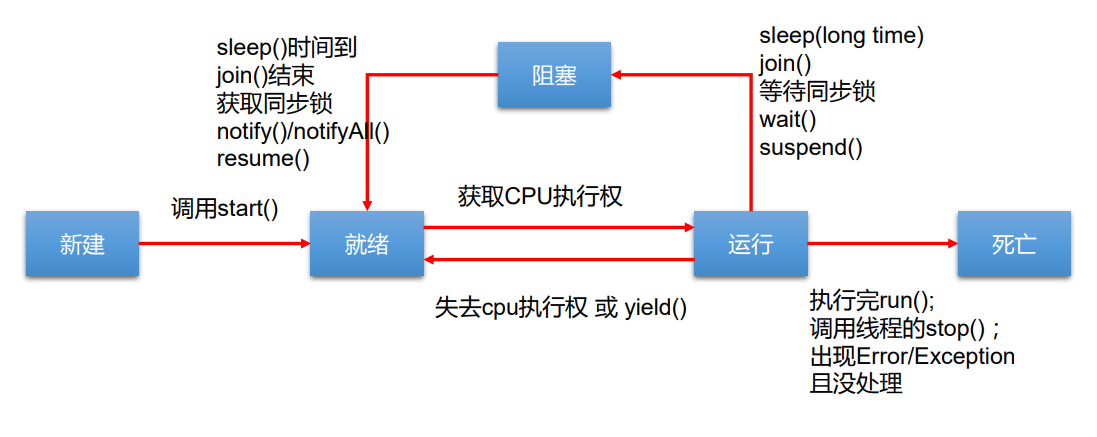 sleep()时间到
join()结束
获取同步锁
notify()/notifyAll()
resume()
阻塞
sleep(long time)
join()
等待同步锁
wait()
suspend()
调用start()
获取CPU执行权
新建
就绪
运行
死亡
失去cpu执行权 或 yield()
执行完run();
调用线程的stop() ;
出现Error/Exception
且没处理